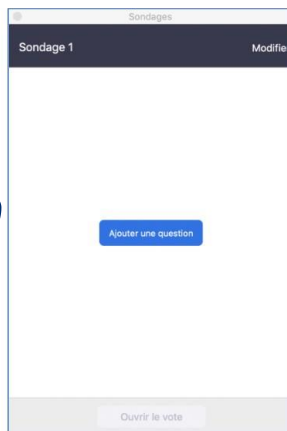 Sondages
Sondage 1 Modifie
Ajouter une question
Ouvrir le vote